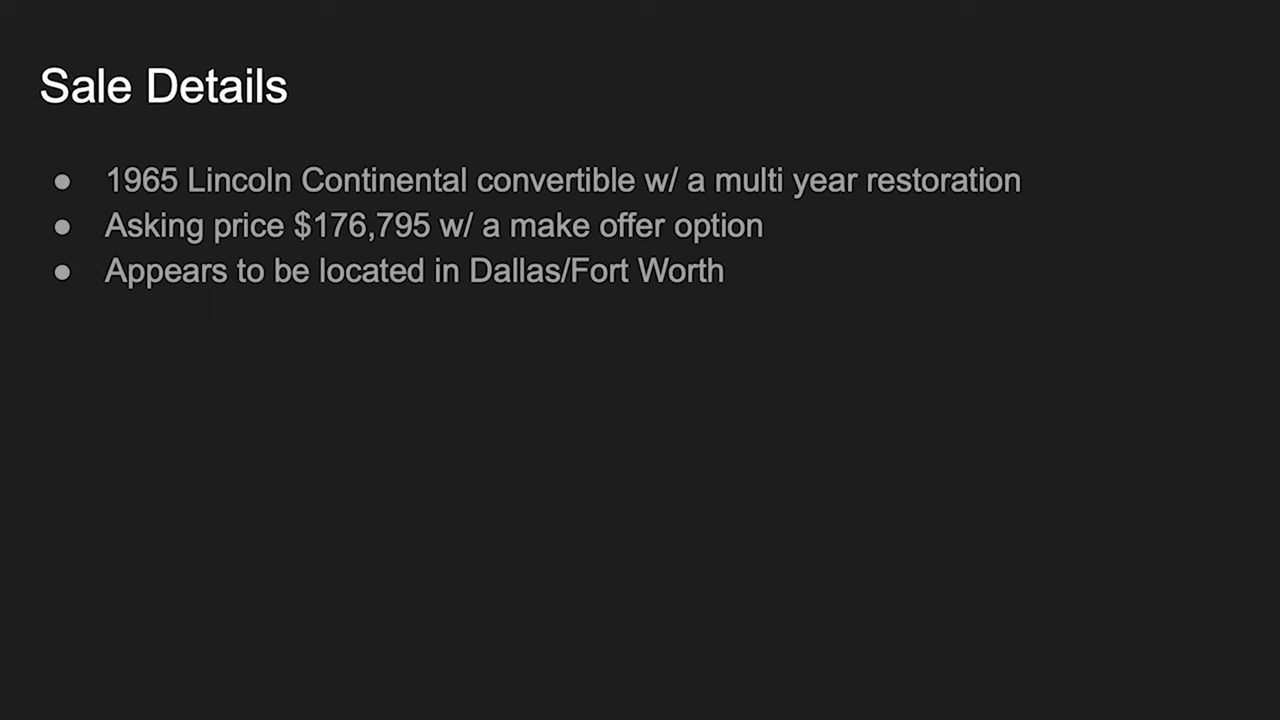 Sale Details
● 1965 Lincoln Continental convertible w/ a multi year restoration
● Asking price $176,795 w/ a make offer option
● Appears to be located in Dallas/Fort Worth